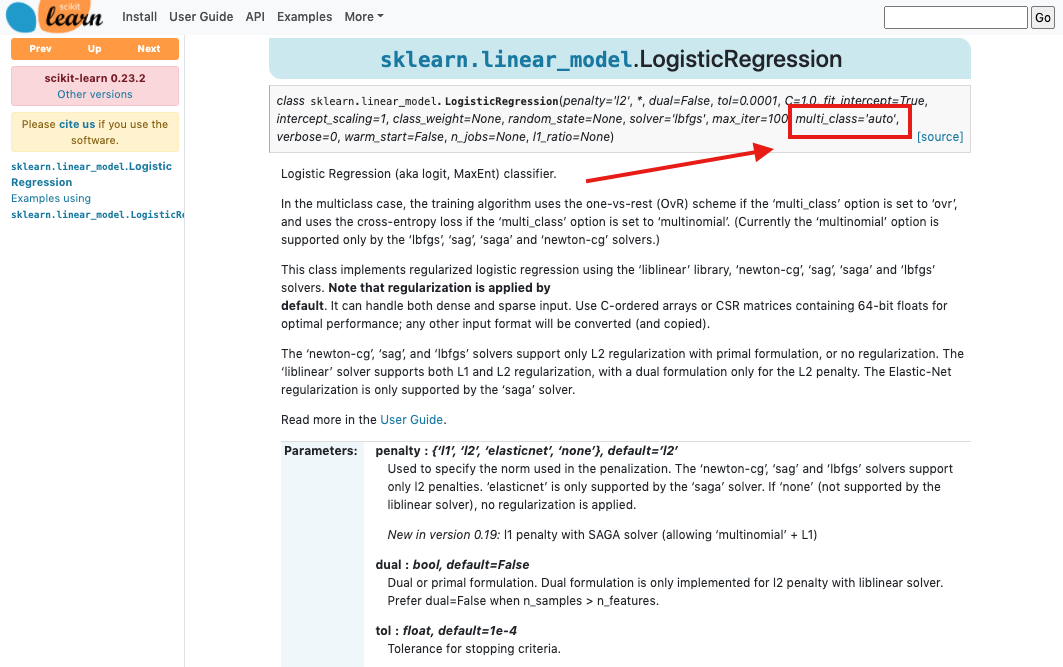 scikit
learn
Install User Guide API Examples More
Go
Prev Up Next
scikit-learn 0.23.2
Other versions
Please cite us if you use the
software.
sklearn.linear_model.Logistic
Regression
Examples using
sklearn.linear_model.LogisticRe
sklearn.linear_model.LogisticRegression
class sklearn.linear_model.LogisticRegression(penalty='l2', *, dual=False, tol=0.0001, C=1.0, fit_intercept=True,
intercept_scaling=1, class_weight=None, random_state=None, solver='lbfgs', max_iter=100, multi_class='auto',
verbose=0, warm_start=False, n_jobs=None, l1_ratio=None)
[source]
Logistic Regression (aka logit, MaxEnt) classifier.
In the multiclass case, the training algorithm uses the one-vs-rest (OvR) scheme if the ‘multi_class’ option is set to ‘ovr’,
and uses the cross-entropy loss if the ‘multi_class’ option is set to ‘multinomial’. (Currently the ‘multinomial’ option is
supported only by the ‘lbfgs’, ‘sag’, ‘saga’ and ‘newton-cg’ solvers.)
This class implements regularized logistic regression using the ‘liblinear’ library, ‘newton-cg’, ‘sag’, ‘saga’ and ‘lbfgs’
solvers. Note that regularization is applied by
default. It can handle both dense and sparse input. Use C-ordered arrays or CSR matrices containing 64-bit floats for
optimal performance; any other input format will be converted (and copied).
The ‘newton-cg’, ‘sag’, and ‘lbfgs’ solvers support only L2 regularization with primal formulation, or no regularization. The
‘liblinear’ solver supports both L1 and L2 regularization, with a dual formulation only for the L2 penalty. The Elastic-Net
regularization is only supported by the ‘saga’ solver.
Read more in the User Guide.
Parameters:
penalty : {‘l1’, ‘l2’, ‘elasticnet’, ‘none’}, default=’l2’
Used to specify the norm used in the penalization. The ‘newton-cg’, ‘sag’ and ‘lbfgs’ solvers support
only l2 penalties. ‘elasticnet’ is only supported by the ‘saga’ solver. If ‘none’ (not supported by the
liblinear solver), no regularization is applied.
New in version 0.19: l1 penalty with SAGA solver (allowing ‘multinomial’ + L1)
dual : bool, default=False
Dual or primal formulation. Dual formulation is only implemented for l2 penalty with liblinear solver.
Prefer dual=False when n_samples > n_features.
tol : float, default=1e-4
Tolerance for stopping criteria.